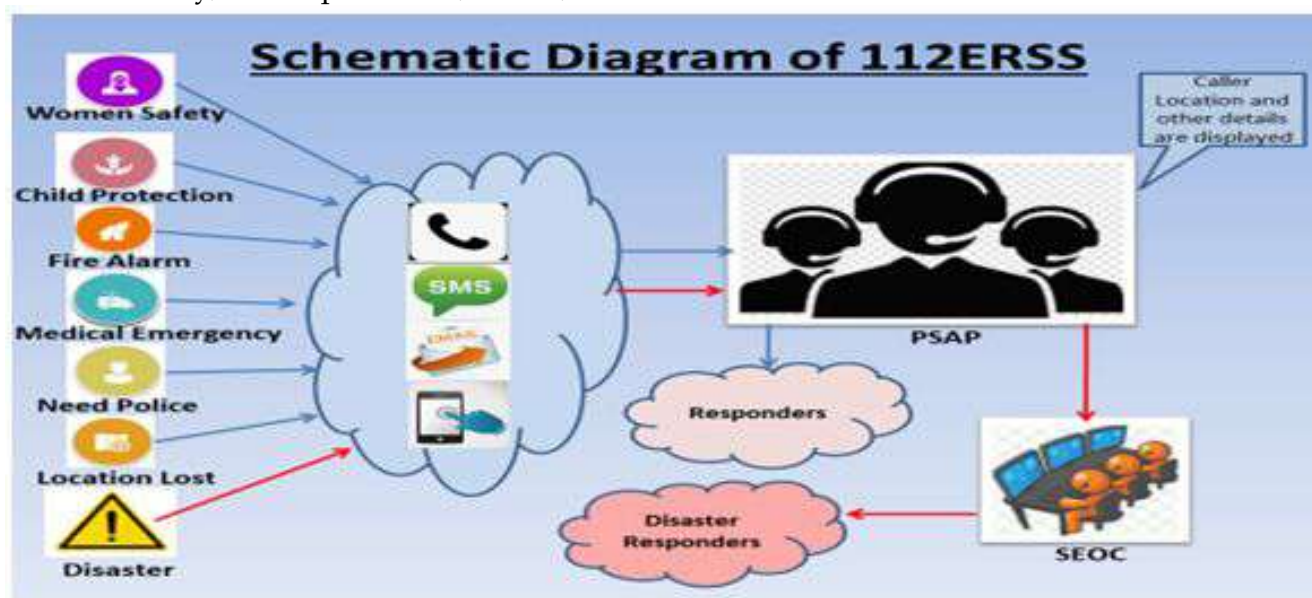 Schematic Diagram of 112ERSS
Caller
Location and
other details
are displayed
Women Safety
Child Protection
Fire Alarm
Medical Emergency
Need Police
Location Lost
Disaster
SMS
EMAIL
PSAP
Responders
Disaster
Responders
SEOC